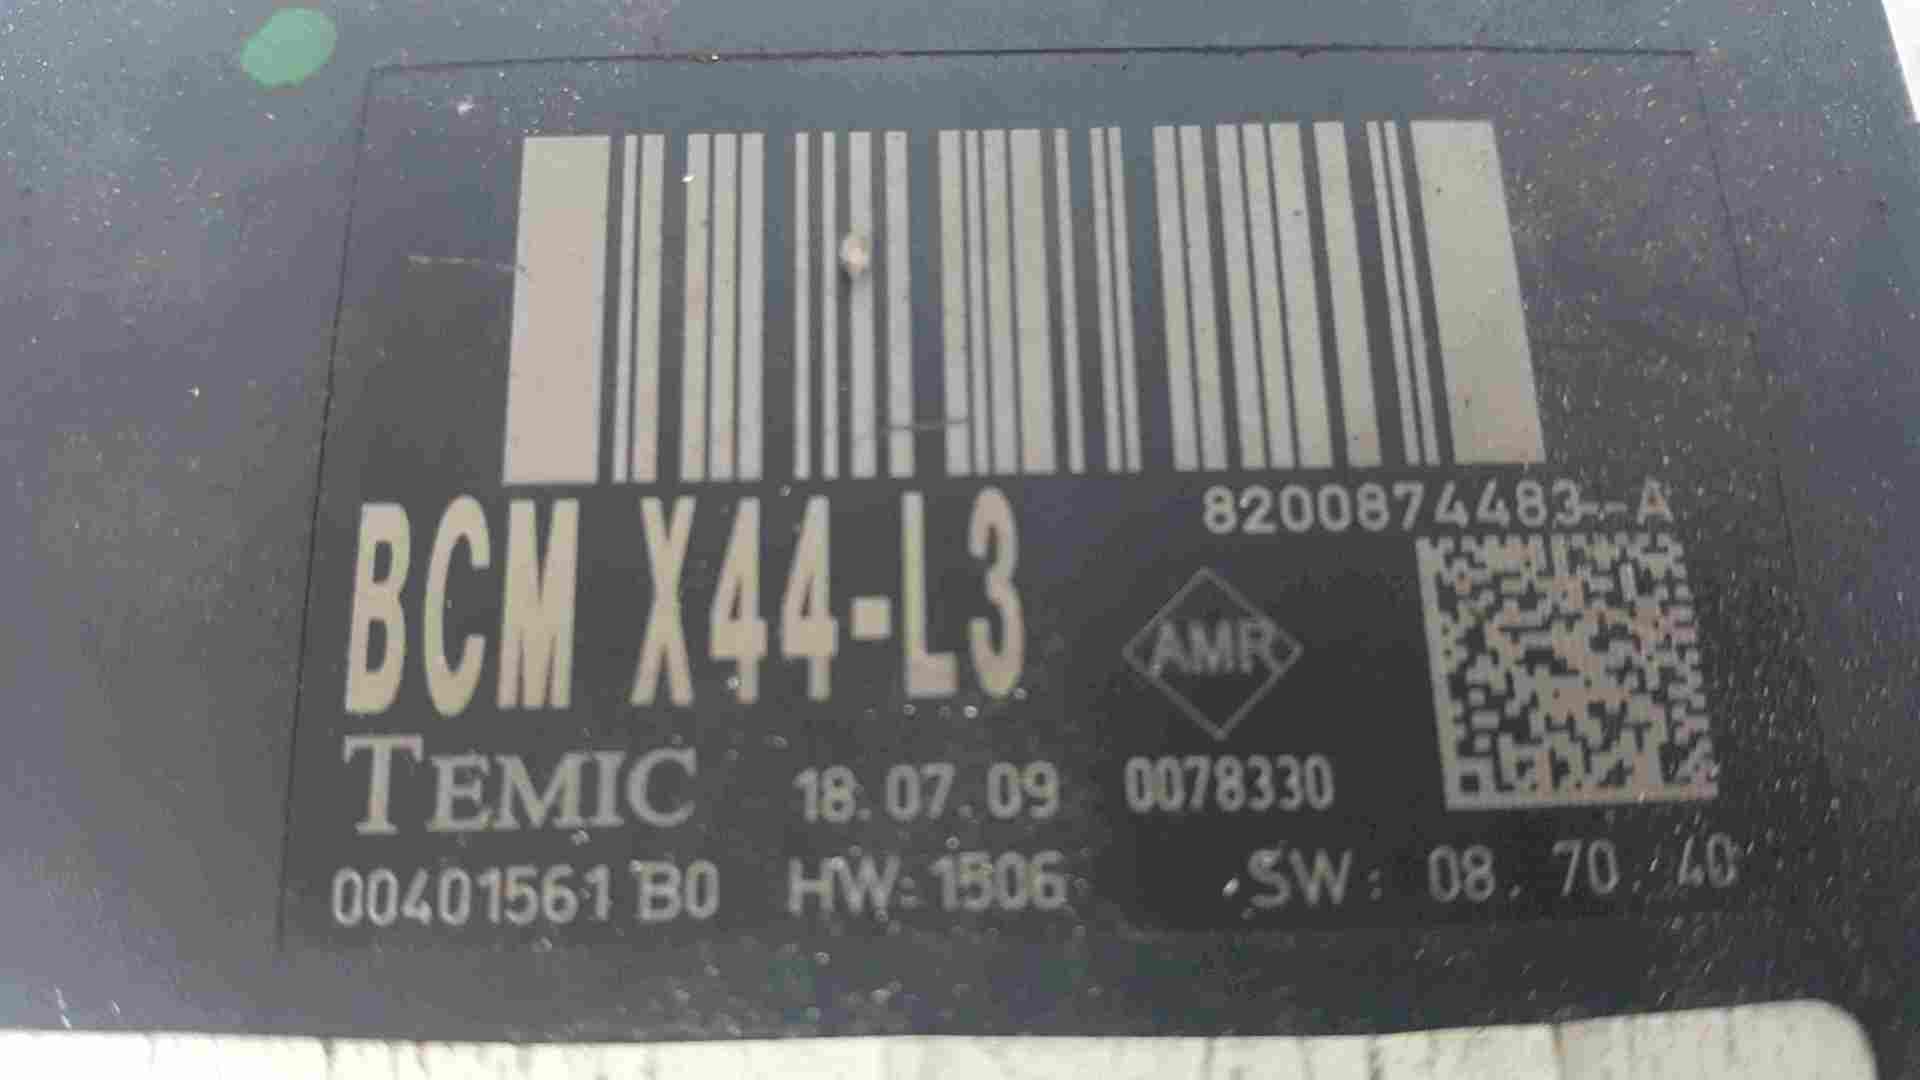 8200874483--A
BCM X44-L3
AMR
TEMIC 18.07.09 0078330
00401561 B0 HW: 1506 SW: 08.70.40